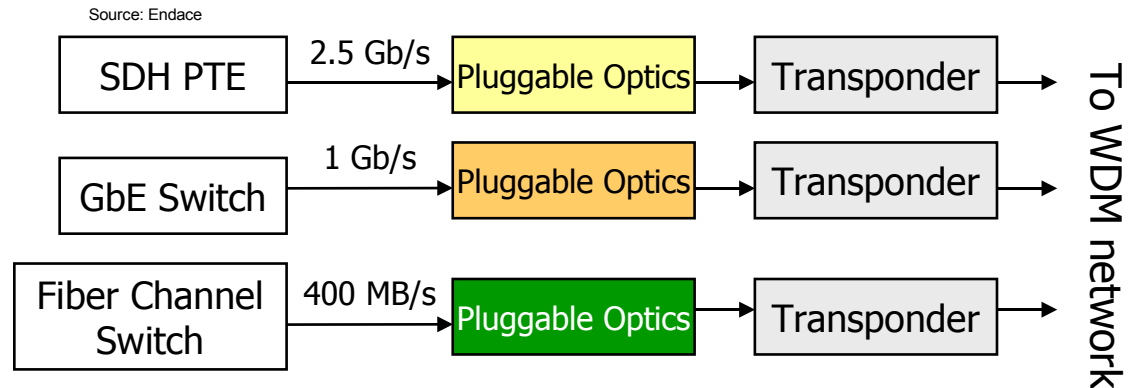 Source: Endace
SDH PTE
2.5 Gb/s
Pluggable Optics
Transponder
GbE Switch
1 Gb/s
Pluggable Optics
Transponder
Fiber Channel
Switch
400 MB/s
Pluggable Optics
Transponder
To WDM network